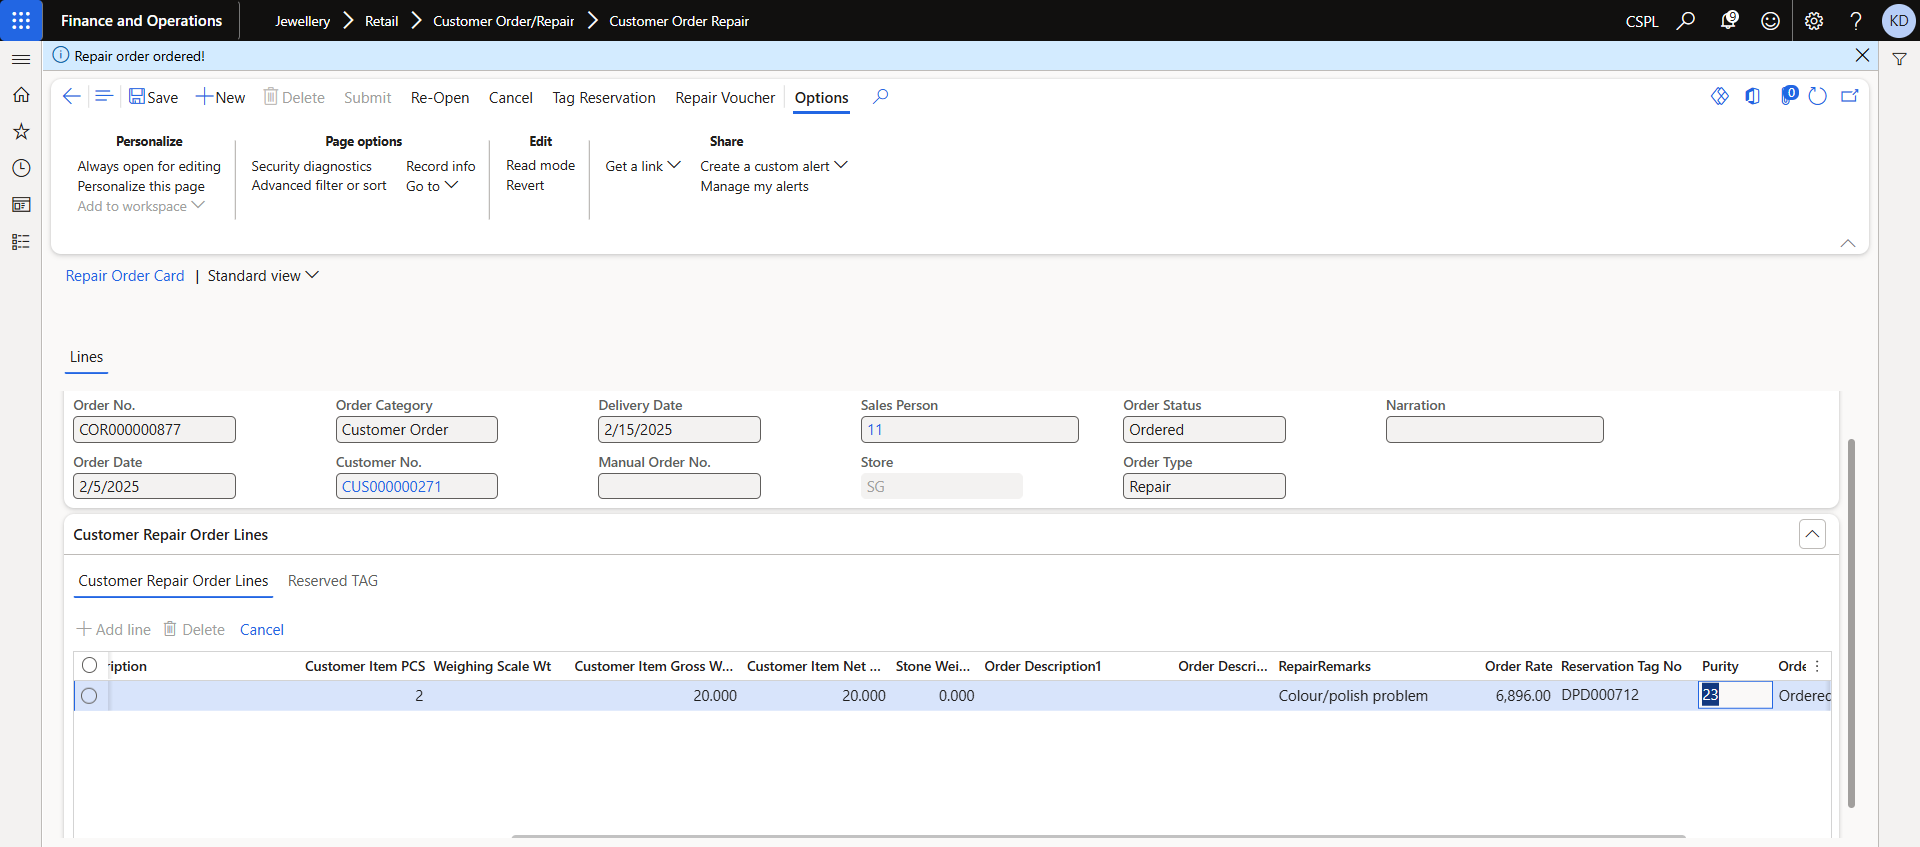 Finance and Operations
Jewellery > Retail > Customer Order/Repair > Customer Order Repair
CSPL
9
?
KD
Repair order ordered!
Save
New
Delete
Submit
Re-Open
Cancel
Tag Reservation
Repair Voucher
Options
0
Personalize
Always open for editing
Personalize this page
Add to workspace
Page options
Security diagnostics
Advanced filter or sort
Record info
Go to
Edit
Read mode
Revert
Get a link
Share
Create a custom alert
Manage my alerts
Repair Order Card | Standard view
Lines
Order No.
COR000000877
Order Category
Customer Order
Delivery Date
2/15/2025
Sales Person
11
Order Status
Ordered
Narration
Order Date
2/5/2025
Customer No.
CUS000000271
Manual Order No.
Store
SG
Order Type
Repair
Customer Repair Order Lines
Customer Repair Order Lines
Reserved TAG
Add line
Delete
Cancel
ription Customer Item PCS Weighing Scale Wt Customer Item Gross W... Customer Item Net ... Stone Wei... Order Description1 Order Descri... RepairRemarks Order Rate Reservation Tag No Purity Orde
2 20.000 20.000 0.000 Colour/polish problem 6,896.00 DPD000712 23 Ordered